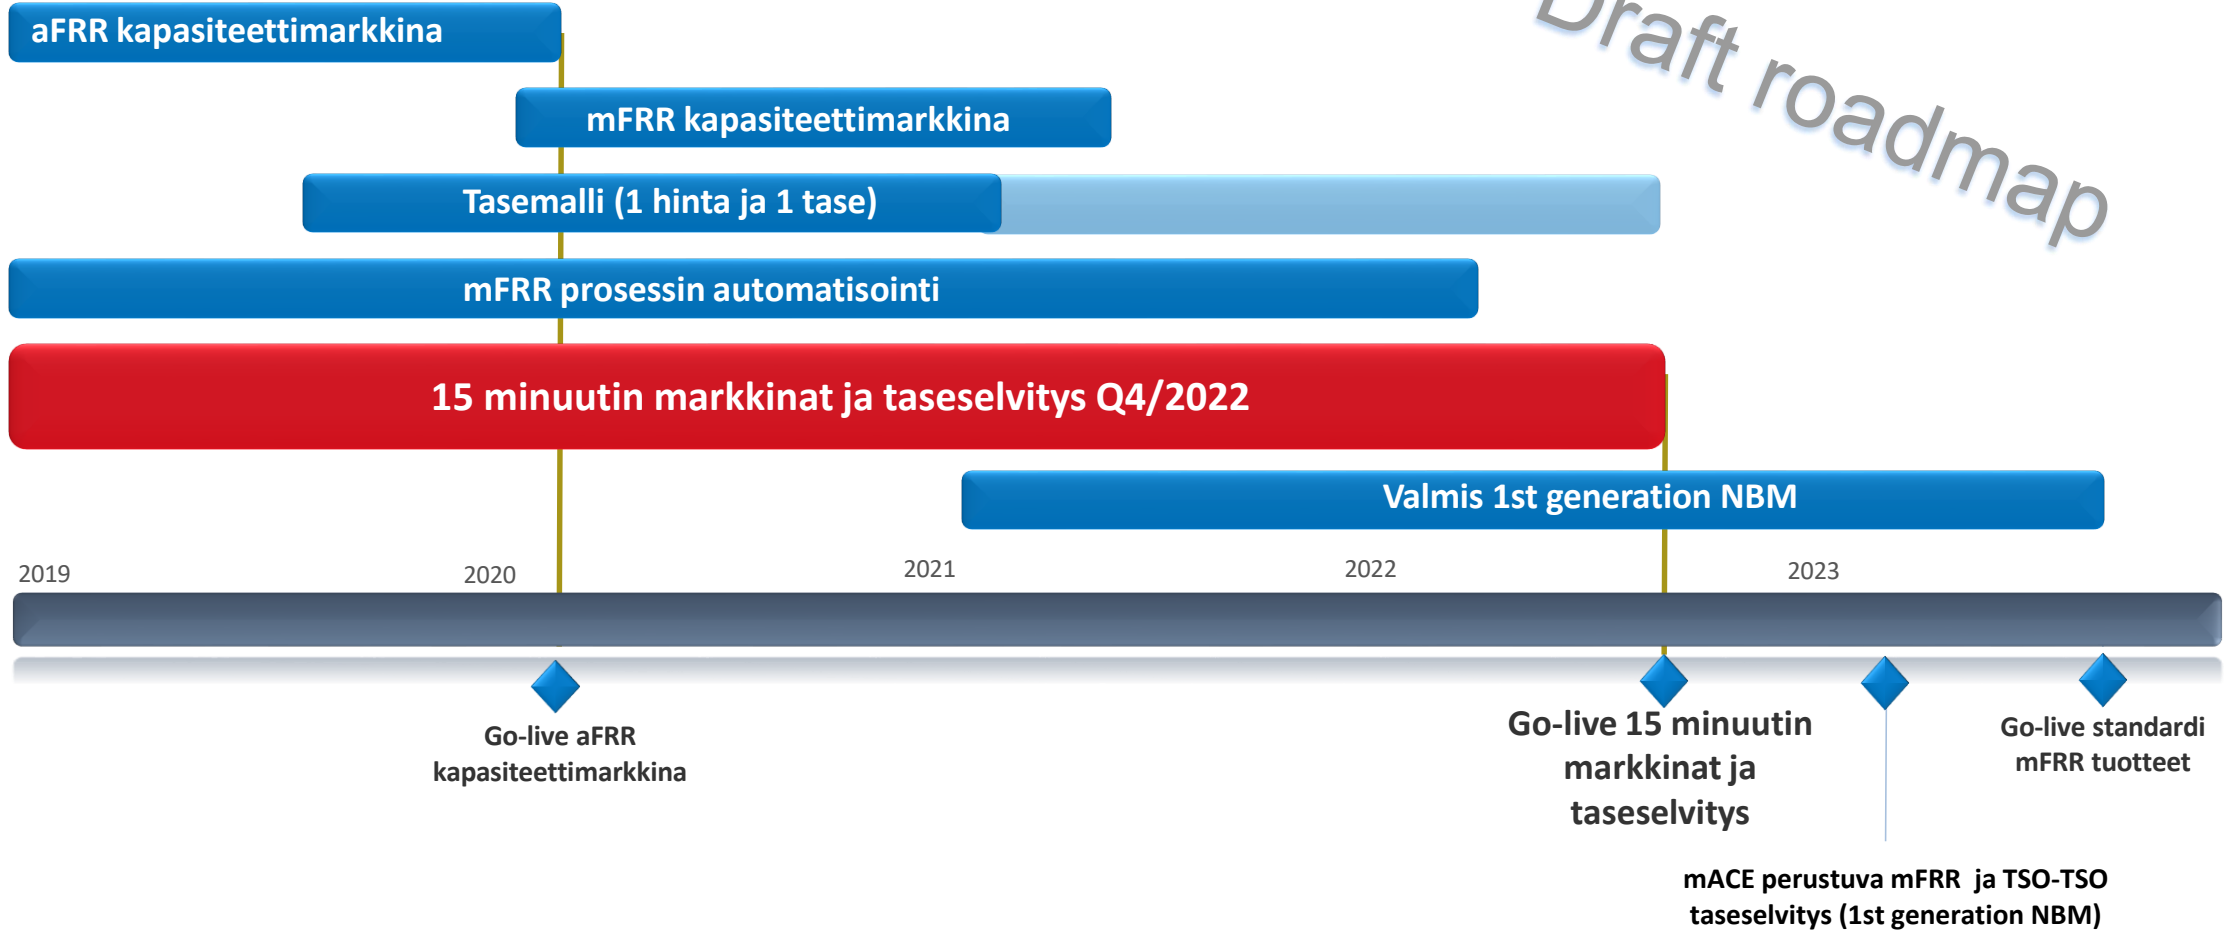 aFRR kapasiteettimarkkina
Draft roadmap
mFRR kapasiteettimarkkina
Tasemalli (1 hinta ja 1 tase)
mFRR prosessin automatisointi
15 minuutin markkinat ja taseselvitys Q4/2022
Valmis 1st generation NBM
2019
2020
2021
2022
2023
Go-live aFRR
kapasiteettimarkkina
Go-live 15 minuutin
markkinat ja
taseselvitys
Go-live standardi
mFRR tuotteet
mACE perustuva mFRR ja TSO-TSO
taseselvitys (1st generation NBM)